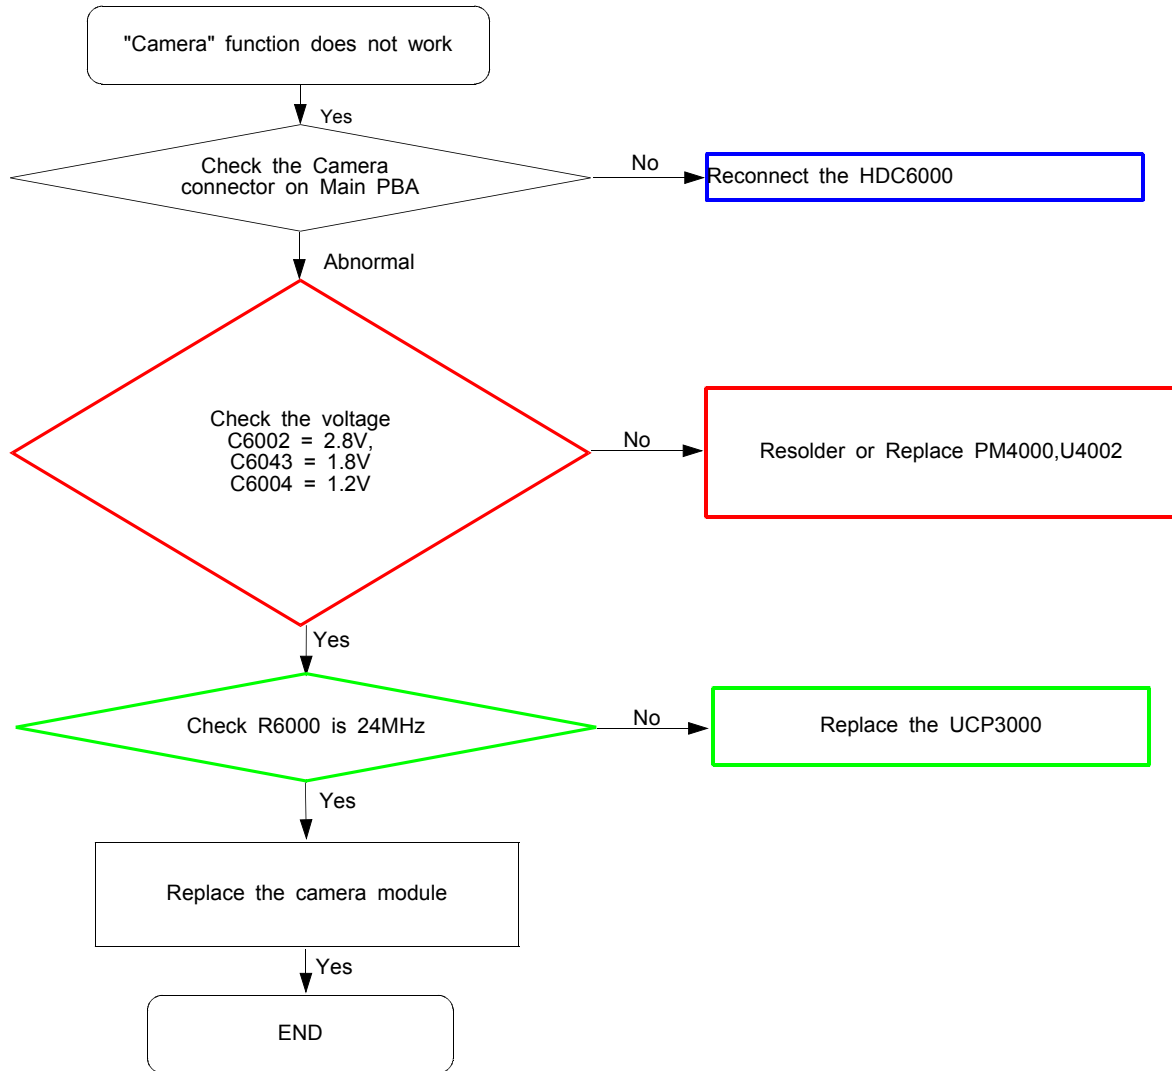 "Camera" function does not work
Yes
Check the Camera
connector on Main PBA
No
Reconnect the HDC6000
Abnormal
Check the voltage
C6002 = 2.8V,
C6043 = 1.8V
C6004 = 1.2V
No
Resolder or Replace PM4000,U4002
Yes
Check R6000 is 24MHz
No
Replace the UCP3000
Yes
Replace the camera module
Yes
END